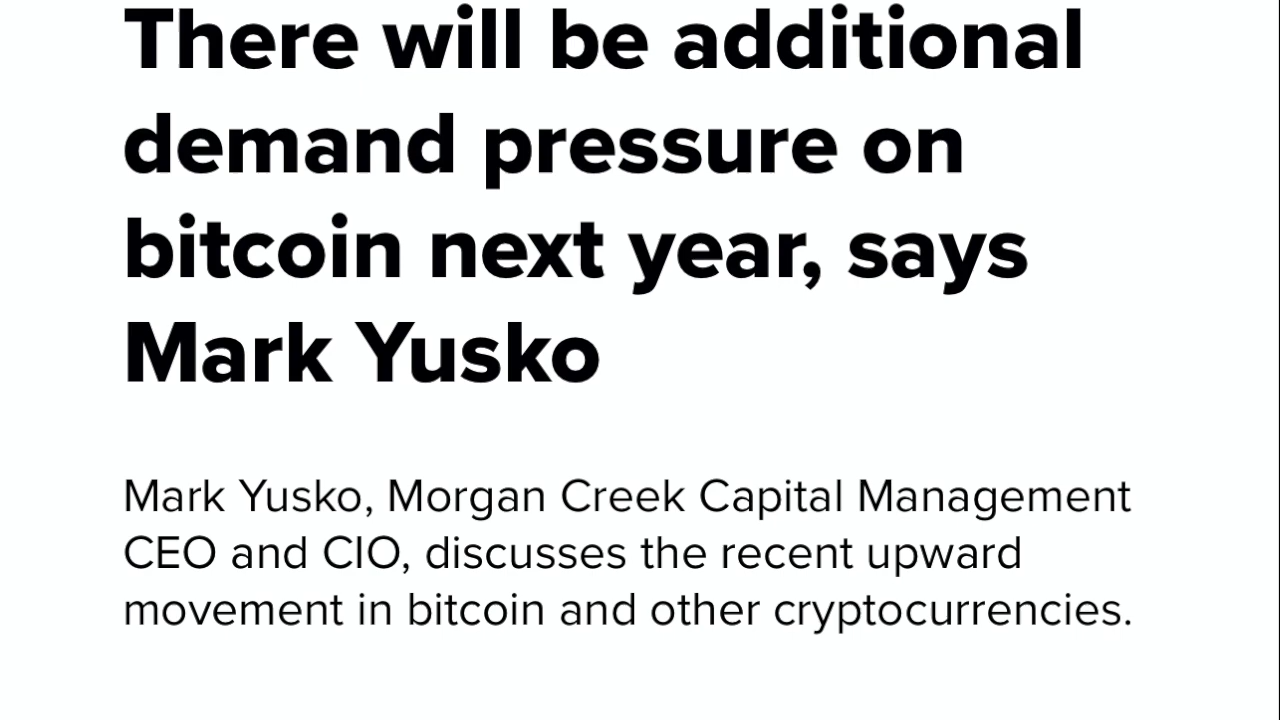 There will be additional
demand pressure on
bitcoin next year, says
Mark Yusko
Mark Yusko, Morgan Creek Capital Management
CEO and CIO, discusses the recent upward
movement in bitcoin and other cryptocurrencies.